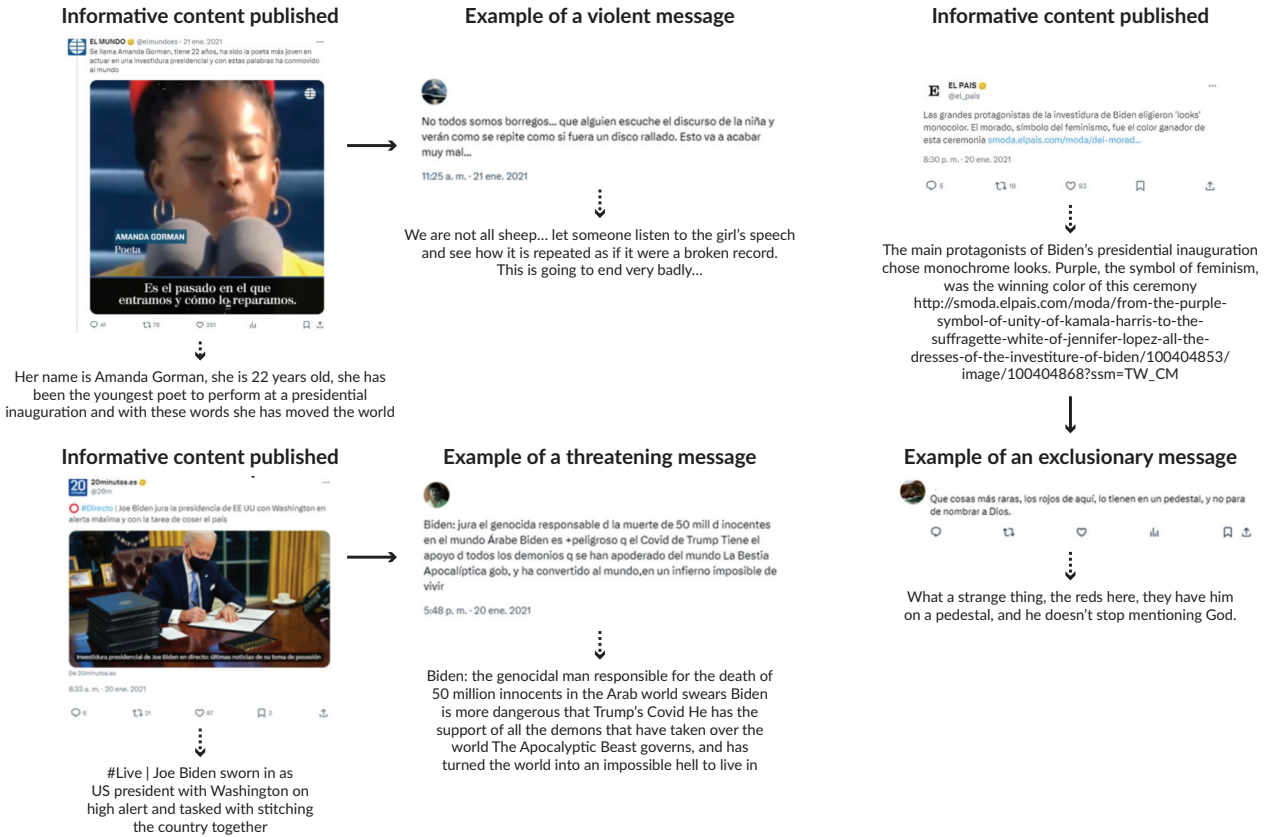 Informative content published
EL MUNDO @elmundoes · 21 ene. 2021
Se llama Amanda Gorman, tiene 22 años, ha sido la poeta más joven en
actuar en una investidura presidencial y con estas palabras ha conmovido
al mundo
AMANDA GORMAN
Poeta
Es el pasado en el que
entramos y cómo lo reparamos.
41
78
251
Her name is Amanda Gorman, she is 22 years old, she has
been the youngest poet to perform at a presidential
inauguration and with these words she has moved the world
Example of a violent message
No todos somos borregos... que alguien escuche el discurso de la niña y
verán como se repite como si fuera un disco rallado. Esto va a acabar
muy mal...
11:25 a. m. · 21 ene. 2021
We are not all sheep... let someone listen to the girl's speech
and see how it is repeated as if it were a broken record.
This is going to end very badly...
Informative content published
E
EL PAÍS
@el_pais
Las grandes protagonistas de la investidura de Biden eligieron 'looks'
monocolor. El morado, símbolo del feminismo, fue el color ganador de
esta ceremonia smoda.elpais.com/moda/del-morad...
8:30 p. m. · 20 ene. 2021
5
19
93
The main protagonists of Biden's presidential inauguration
chose monochrome looks. Purple, the symbol of feminism,
was the winning color of this ceremony
http://smoda.elpais.com/moda/from-the-purple-
symbol-of-unity-of-kamala-harris-to-the-
suffragette-white-of-jennifer-lopez-all-the-
dresses-of-the-investiture-of-biden/100404853/
image/100404868?ssm=TW_CM
Informative content published
20
minutos
20minutos.es
@20m
#Directo | Joe Biden jura la presidencia de EE UU con Washington en
alerta máxima y con la tarea de coser el país
Investidura presidencial de Joe Biden en directo: últimas noticias de su toma de posesión
De 20minutos.es
8:33 a. m. · 20 ene. 2021
6
21
87
2
#Live | Joe Biden sworn in as
US president with Washington on
high alert and tasked with stitching
the country together
Example of a threatening message
Biden: jura el genocida responsable d la muerte de 50 mill d inocentes
en el mundo Árabe Biden es +peligroso q el Covid de Trump Tiene el
apoyo d todos los demonios q se han apoderado del mundo La Bestia
Apocalíptica gob, y ha convertido al mundo,en un infierno imposible de
vivir
5:48 p. m. · 20 ene. 2021
Biden: the genocidal man responsible for the death of
50 million innocents in the Arab world swears Biden
is more dangerous that Trump's Covid He has the
support of all the demons that have taken over the
world The Apocalyptic Beast governs, and has
turned the world into an impossible hell to live in
Example of an exclusionary message
Que cosas más raras, los rojos de aquí, lo tienen en un pedestal, y no para
de nombrar a Dios.
What a strange thing, the reds here, they have him
on a pedestal, and he doesn't stop mentioning God.